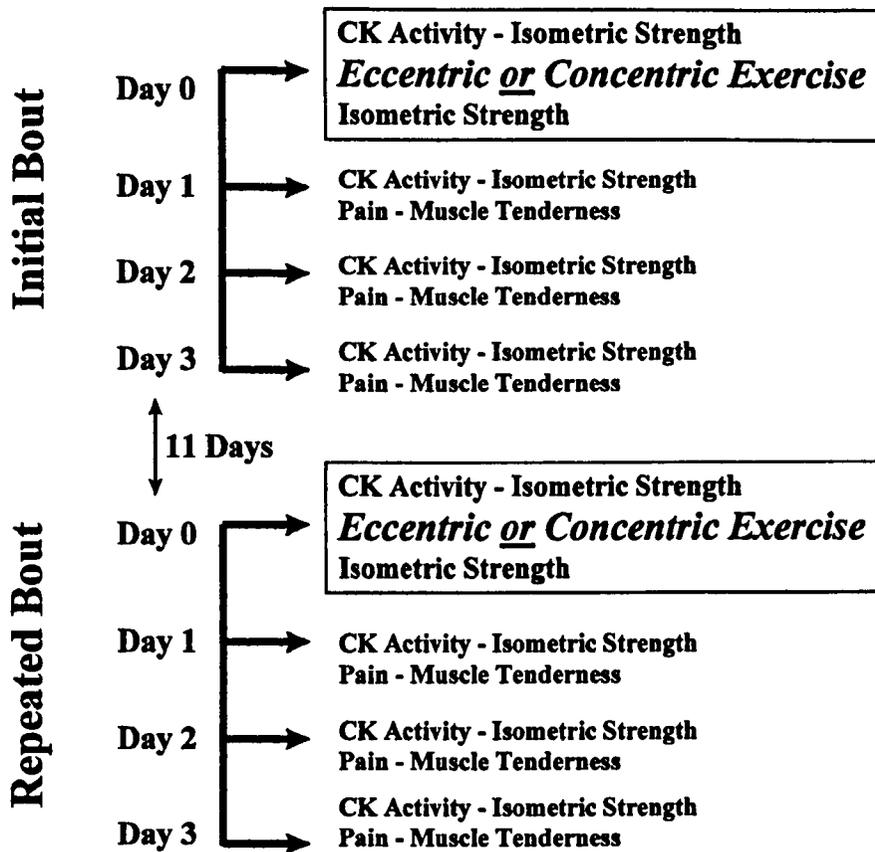 Initial Bout
Day 0
CK Activity - Isometric Strength
Eccentric or Concentric Exercise
Isometric Strength
Day 1
CK Activity - Isometric Strength
Pain - Muscle Tenderness
Day 2
CK Activity - Isometric Strength
Pain - Muscle Tenderness
Day 3
CK Activity - Isometric Strength
Pain - Muscle Tenderness
11 Days
Repeated Bout
Day 0
CK Activity - Isometric Strength
Eccentric or Concentric Exercise
Isometric Strength
Day 1
CK Activity - Isometric Strength
Pain - Muscle Tenderness
Day 2
CK Activity - Isometric Strength
Pain - Muscle Tenderness
Day 3
CK Activity - Isometric Strength
Pain - Muscle Tenderness